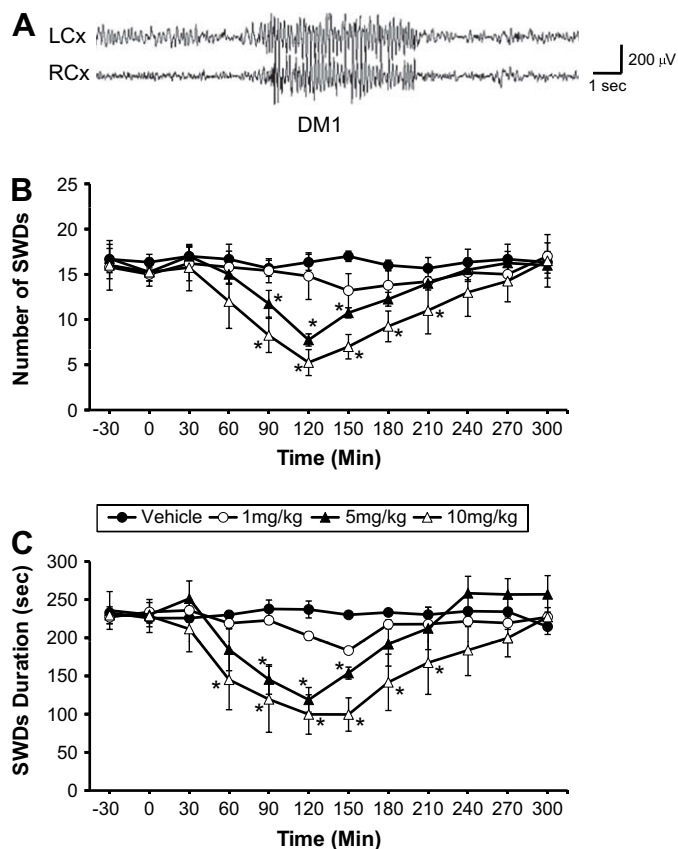 A
LCx
RCx
200 μV
1 sec
DM1
B
Number of SWDs
25
20
15
10
5
0
* * * * * * * *
-30 0 30 60 90 120 150 180 210 240 270 300
Time (Min)
Vehicle 1mg/kg 5mg/kg 10mg/kg
C
SWDs Duration (sec)
300
250
200
150
100
50
0
* * * * * * * * *
-30 0 30 60 90 120 150 180 210 240 270 300
Time (Min)